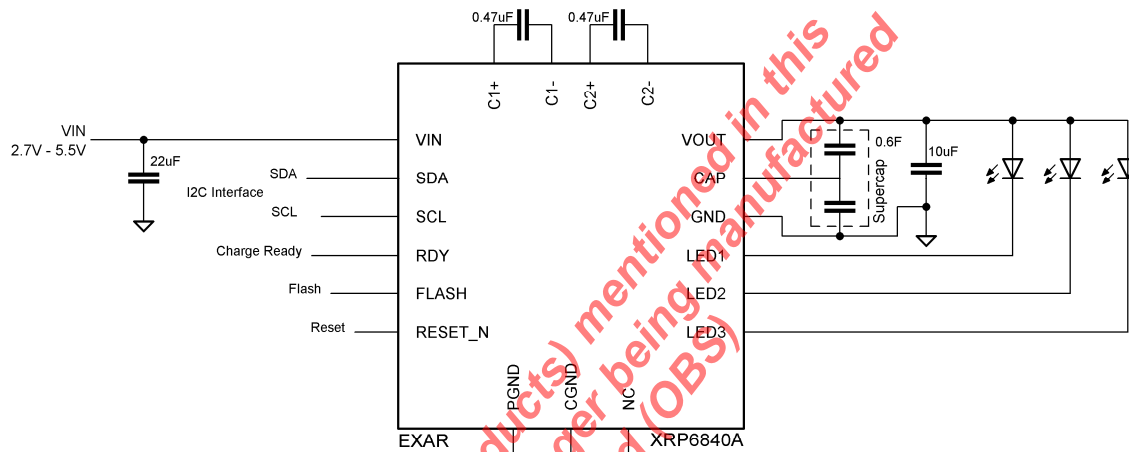 0.47uF
0.47uF
C1+
C1-
C2+
C2-
VIN
2.7V - 5.5V
22uF
SDA
I2C Interface
SCL
Charge Ready
Flash
Reset
VIN
SDA
SCL
RDY
FLASH
RESET_N
VOUT
CAP
GND
LED1
LED2
LED3
PGND
CGND
NC
EXAR
XRP6840A
0.6F
Supercap
10uF
ducts) mentioned in this
ger being manufactured
d (OBS)